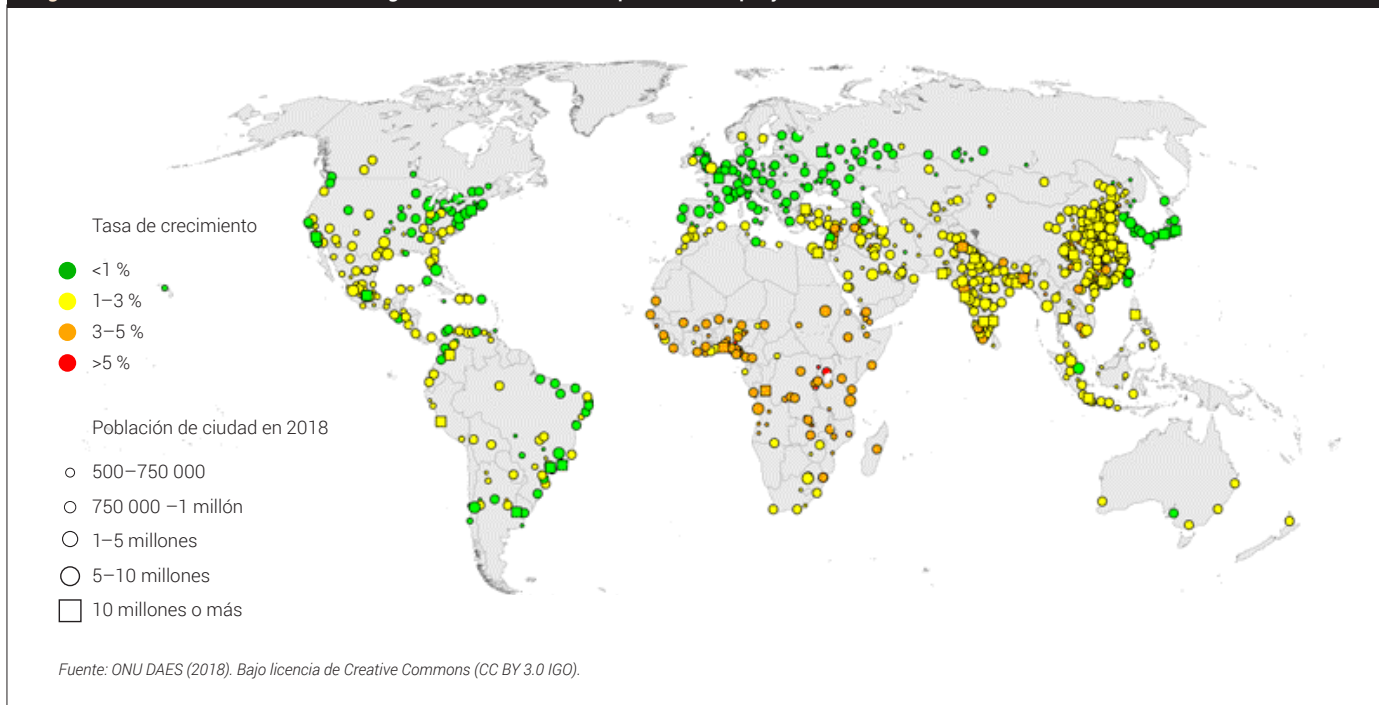 Tasa de crecimiento
<1 %
1–3 %
3–5 %
>5 %
Población de ciudad en 2018
500–750 000
750 000 –1 millón
1–5 millones
5–10 millones
10 millones o más
Fuente: ONU DAES (2018). Bajo licencia de Creative Commons (CC BY 3.0 IGO).